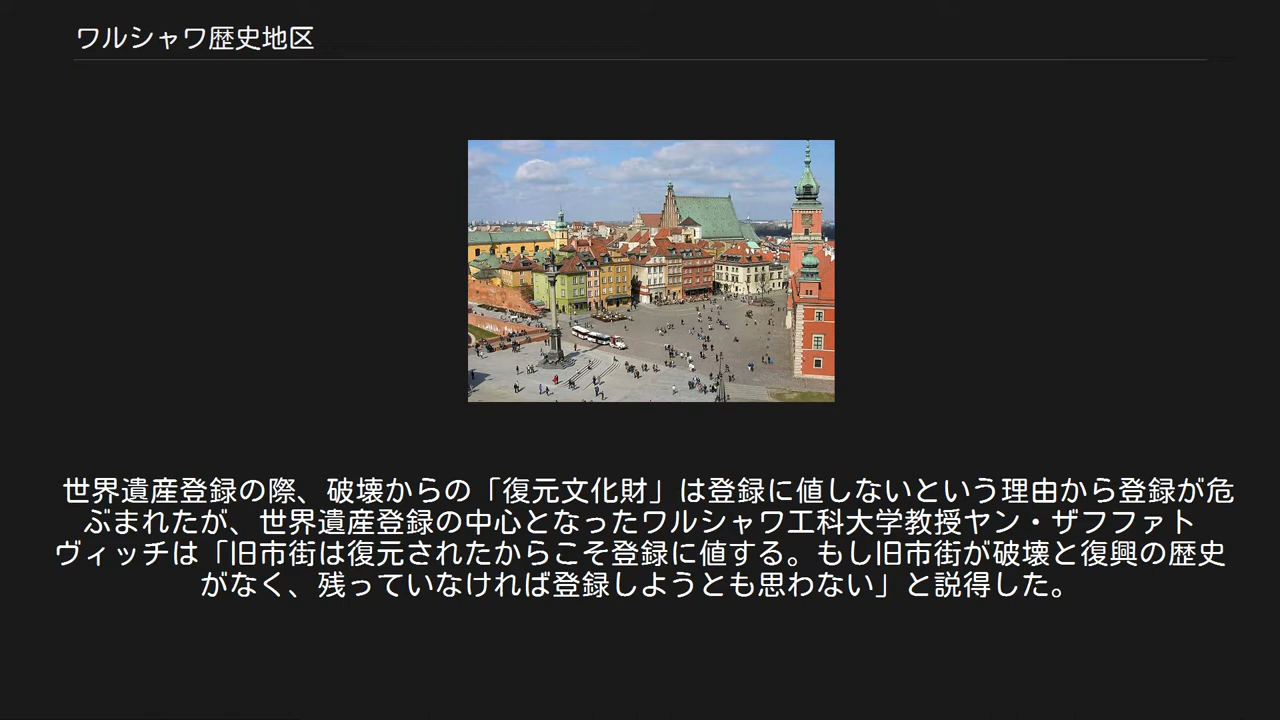 ワルシャワ歴史地区
世界遺産登録の際、破壊からの「復元文化財」は登録に値しないという理由から登録が危
ぶまれたが、世界遺産登録の中心となったワルシャワ工科大学教授ヤン・ザフファト
ヴィッチは「旧市街は復元されたからこそ登録に値する。もし旧市街が破壊と復興の歴史
がなく、残っていなければ登録しようとも思わない」と説得した。